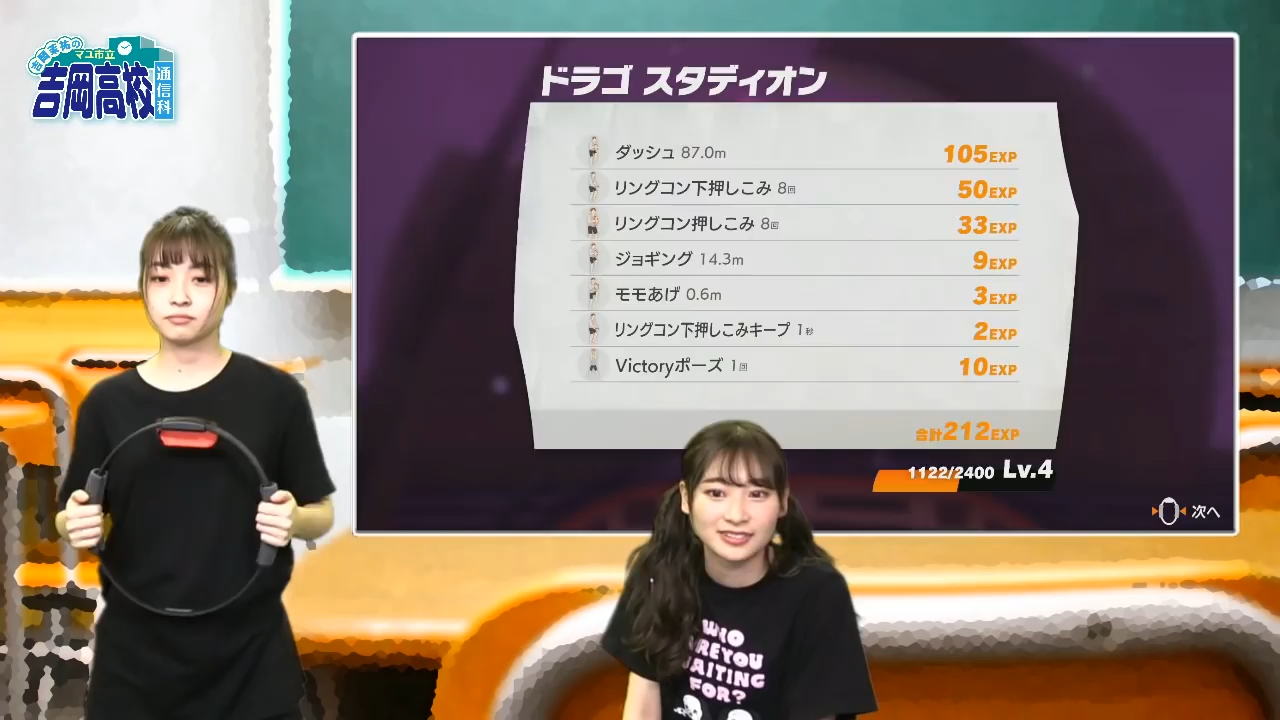 吉岡茉祐の
マユ市立
吉岡高校
通信科
ドラゴ スタディオン
ダッシュ 87.0m 105EXP
リングコン下押しこみ 8回 50EXP
リングコン押しこみ 8回 33EXP
ジョギング 14.3m 9EXP
モモあげ 0.6m 3EXP
リングコン下押しこみキープ 1秒 2EXP
Victoryポーズ 1回 10EXP
合計212EXP
1122/2400 Lv.4
次へ
WHO
ARE YOU
WAITING
FOR?